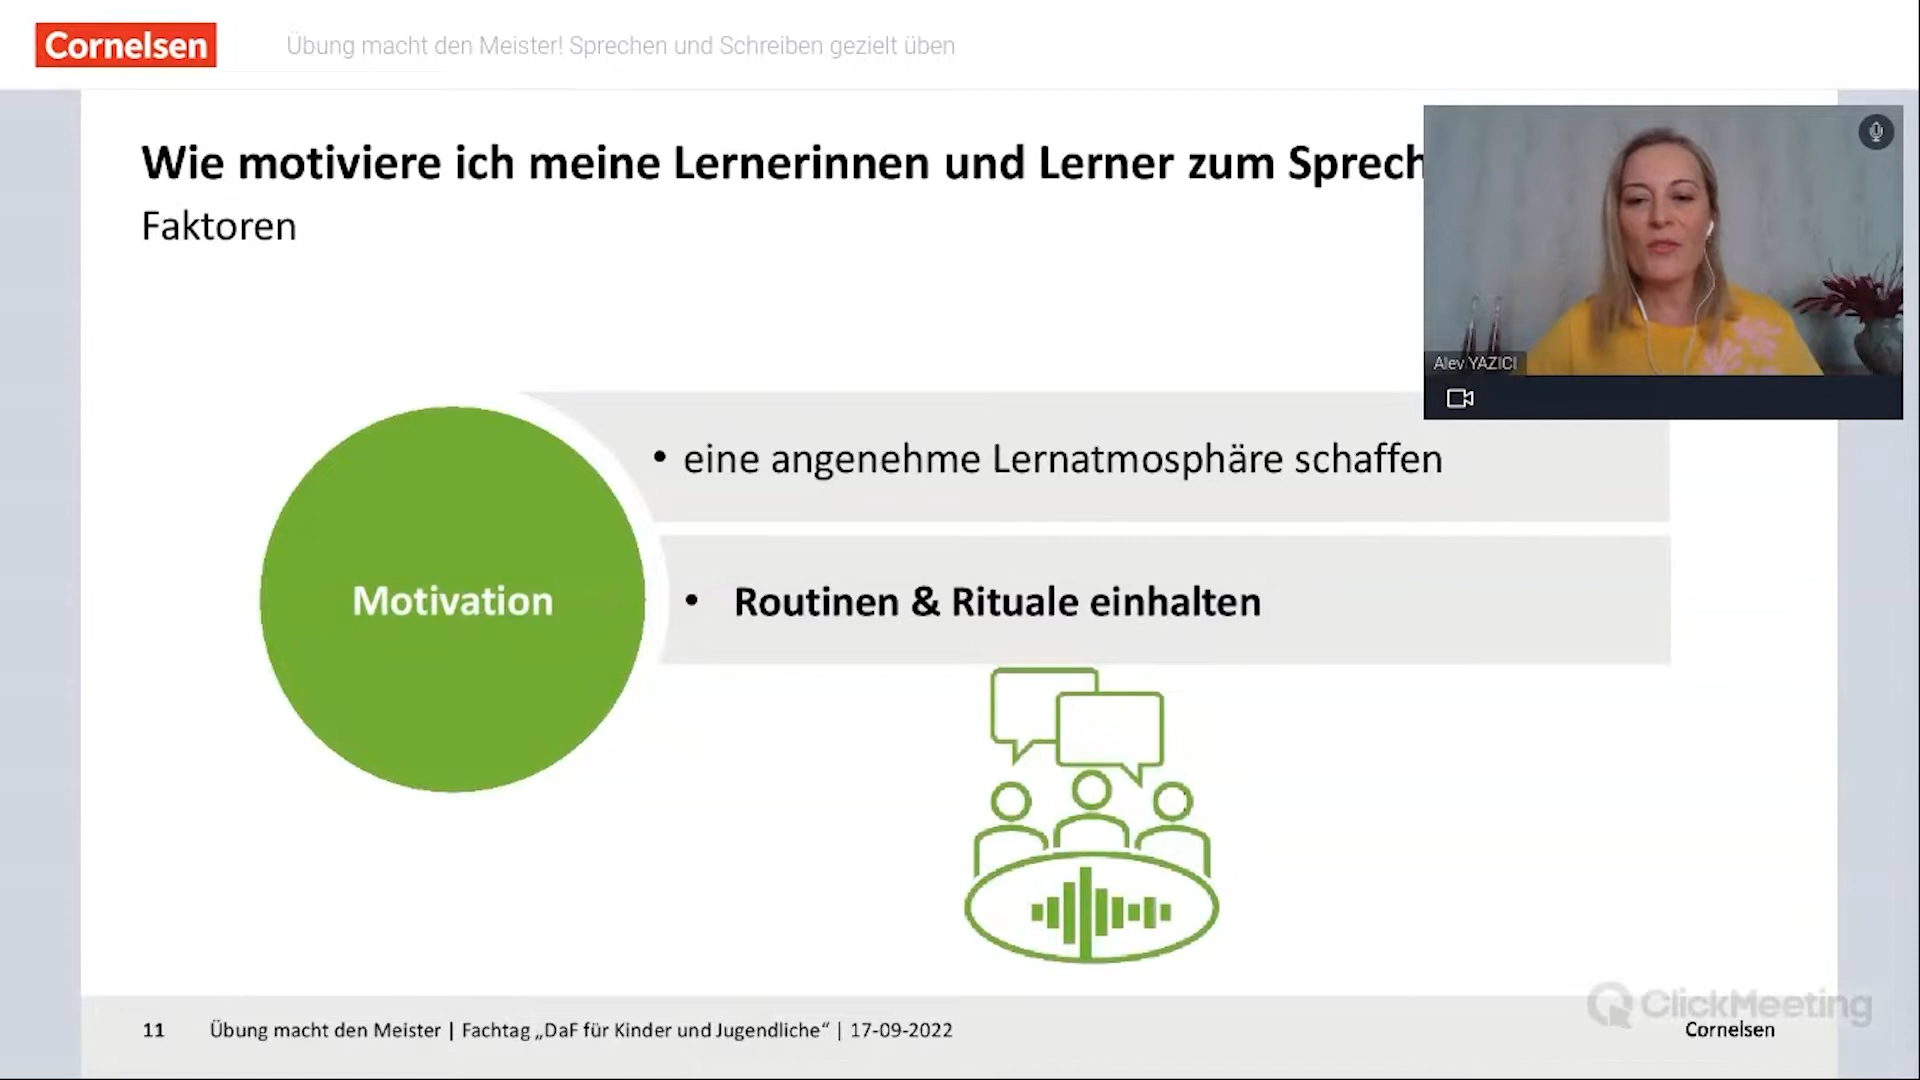 Cornelsen
Übung macht den Meister! Sprechen und Schreiben gezielt üben
Wie motiviere ich meine Lernerinnen und Lerner zum Sprech
Faktoren
Alev YAZICI
• eine angenehme Lernatmosphäre schaffen
Motivation
• Routinen & Rituale einhalten
ClickMeeting
11 Übung macht den Meister | Fachtag „DaF für Kinder und Jugendliche“ | 17-09-2022
Cornelsen